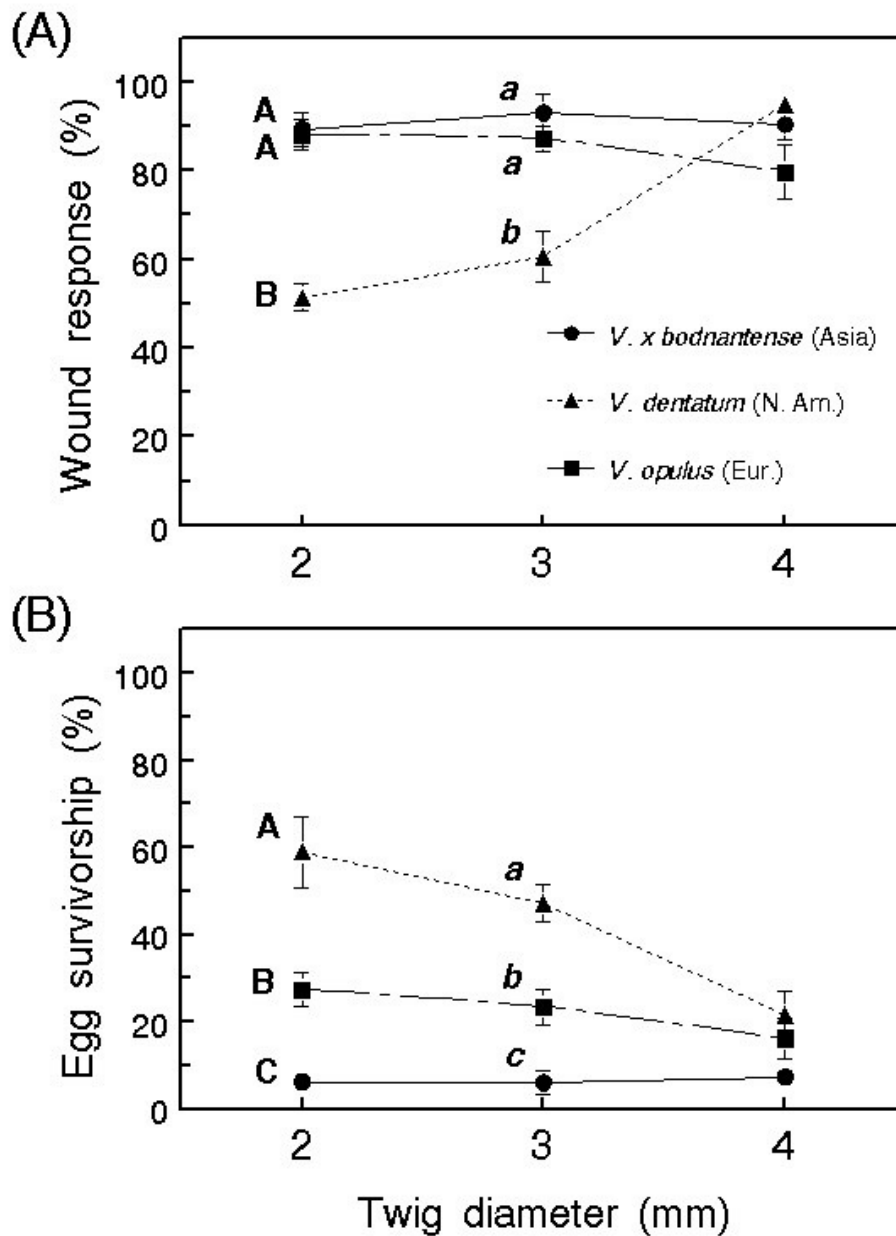 (A)
Wound response (%)
100
80
60
40
20
0
A
A
B
a
a
b
V. x bodnantense (Asia)
V. dentatum (N. Am.)
V. opulus (Eur.)
2 3 4
(B)
Egg survivorship (%)
100
80
60
40
20
0
A
B
C
a
b
c
2 3 4
Twig diameter (mm)